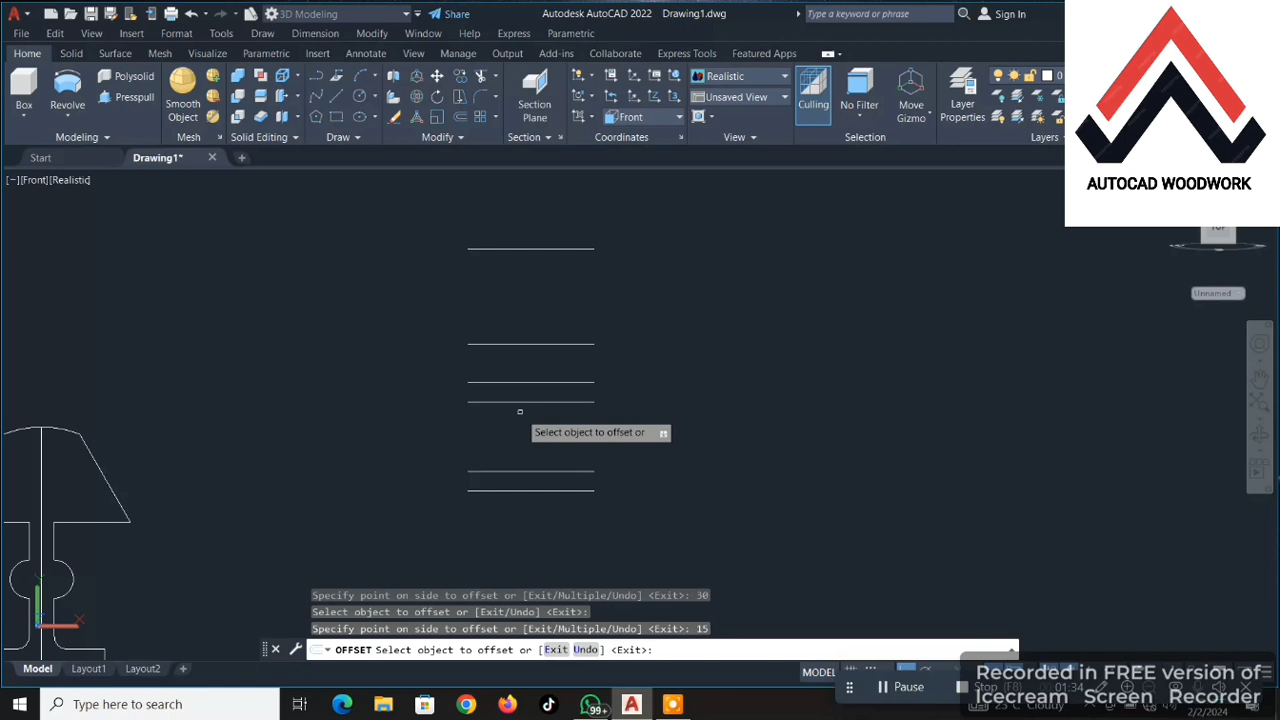 Autodesk AutoCAD 2022 Drawing1.dwg
3D Modeling
Share
Type a keyword or phrase
Sign In
File Edit View Insert Format Tools Draw Dimension Modify Parametric Window Help Express
Home Solid Surface Mesh Visualize Parametric Insert Annotate View Manage Output Add-ins Collaborate Express Tools Featured Apps
Polysolid
Presspull
Box
Revolve
Smooth
Object
Section
Plane
Realistic
Unsaved View
Front
Culling
No Filter
Move
Gizmo
Layer
Properties
0
Modeling Mesh Solid Editing Draw Modify Section Coordinates View Selection Layers
AUTOCAD WOODWORK
Start
Drawing1*
[−][Front][Realistic]
TOP
Unnamed
Select object to offset or
Specify point on side to offset or [Exit/Multiple/Undo] <Exit>: 30
Select object to offset or [Exit/Undo] <Exit>:
Specify point on side to offset or [Exit/Multiple/Undo] <Exit>: 15
OFFSET Select object to offset or [Exit Undo] <Exit>:
Model Layout1 Layout2
MODEL
Recorded in FREE version of
Icecream Screen Recorder
Pause
Stop (F8)
01:34
Type here to search
99+
25°C Cloudy
2/2/2024